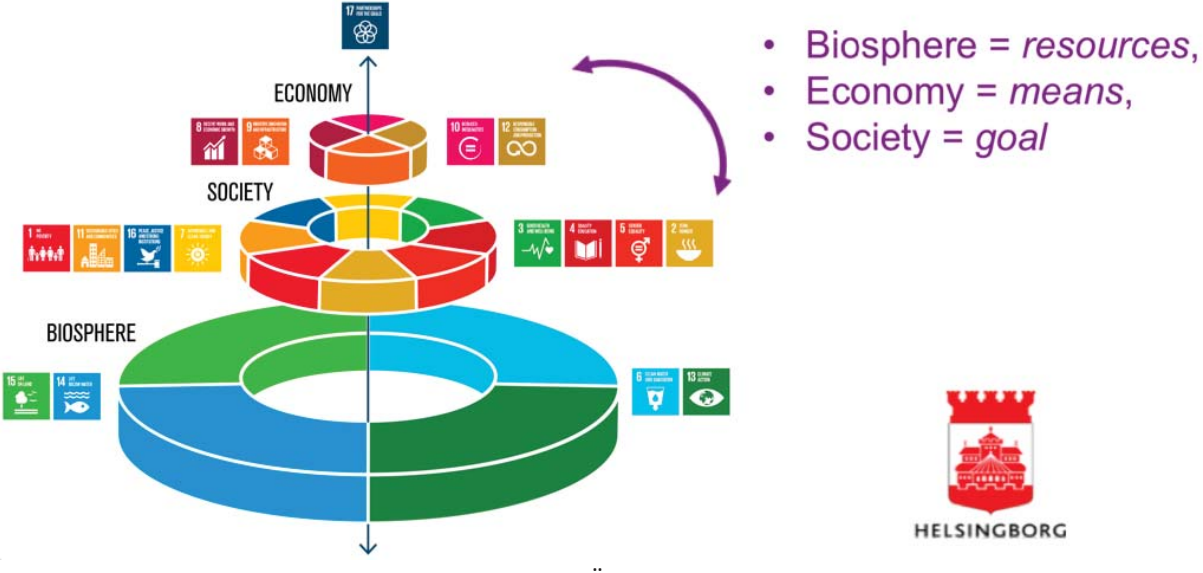 17 PARTNERSHIPS
FOR THE GOALS
ECONOMY
8 DECENT WORK AND
ECONOMIC GROWTH
9 INDUSTRY, INNOVATION
AND INFRASTRUCTURE
10 REDUCED
INEQUALITIES
12 RESPONSIBLE
CONSUMPTION
AND PRODUCTION
SOCIETY
1 NO
POVERTY
11 SUSTAINABLE CITIES
AND COMMUNITIES
16 PEACE, JUSTICE
AND STRONG
INSTITUTIONS
7 AFFORDABLE AND
CLEAN ENERGY
3 GOOD HEALTH
AND WELL-BEING
4 QUALITY
EDUCATION
5 GENDER
EQUALITY
2 ZERO
HUNGER
BIOSPHERE
15 LIFE
ON LAND
14 LIFE
BELOW WATER
6 CLEAN WATER
AND SANITATION
13 CLIMATE
ACTION
• Biosphere = resources,
• Economy = means,
• Society = goal
HELSINGBORG